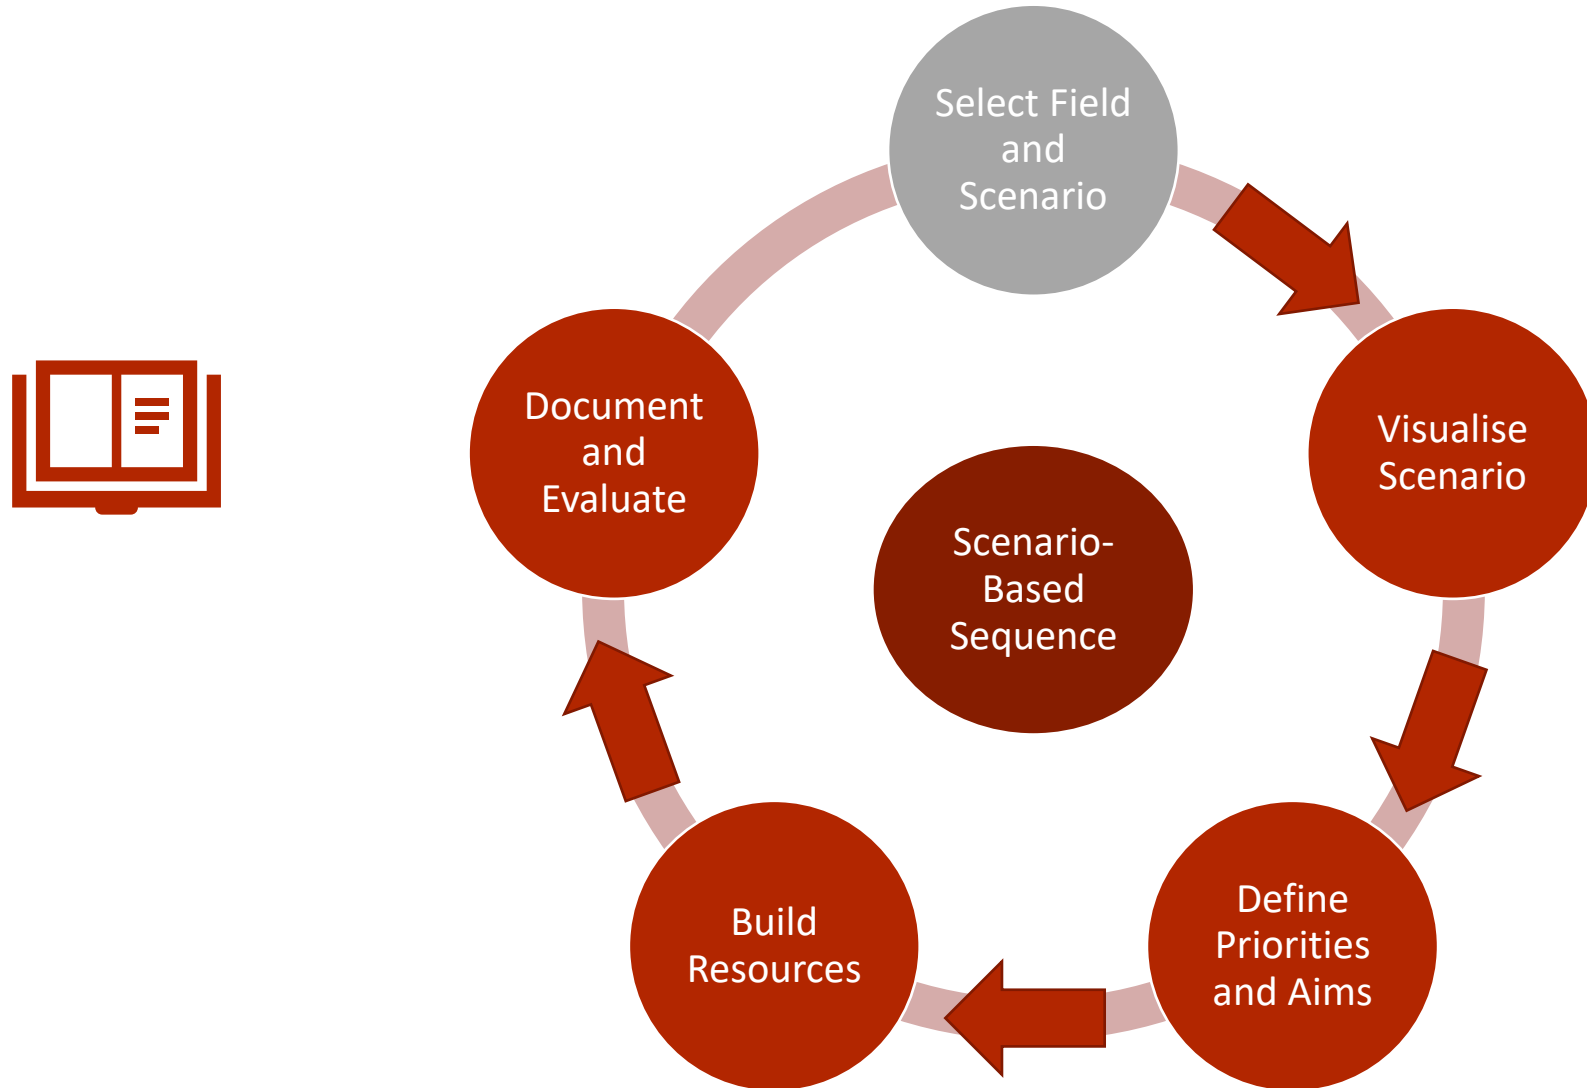 Select Field
and
Scenario
Visualise
Scenario
Define
Priorities
and Aims
Build
Resources
Document
and
Evaluate
Scenario-
Based
Sequence